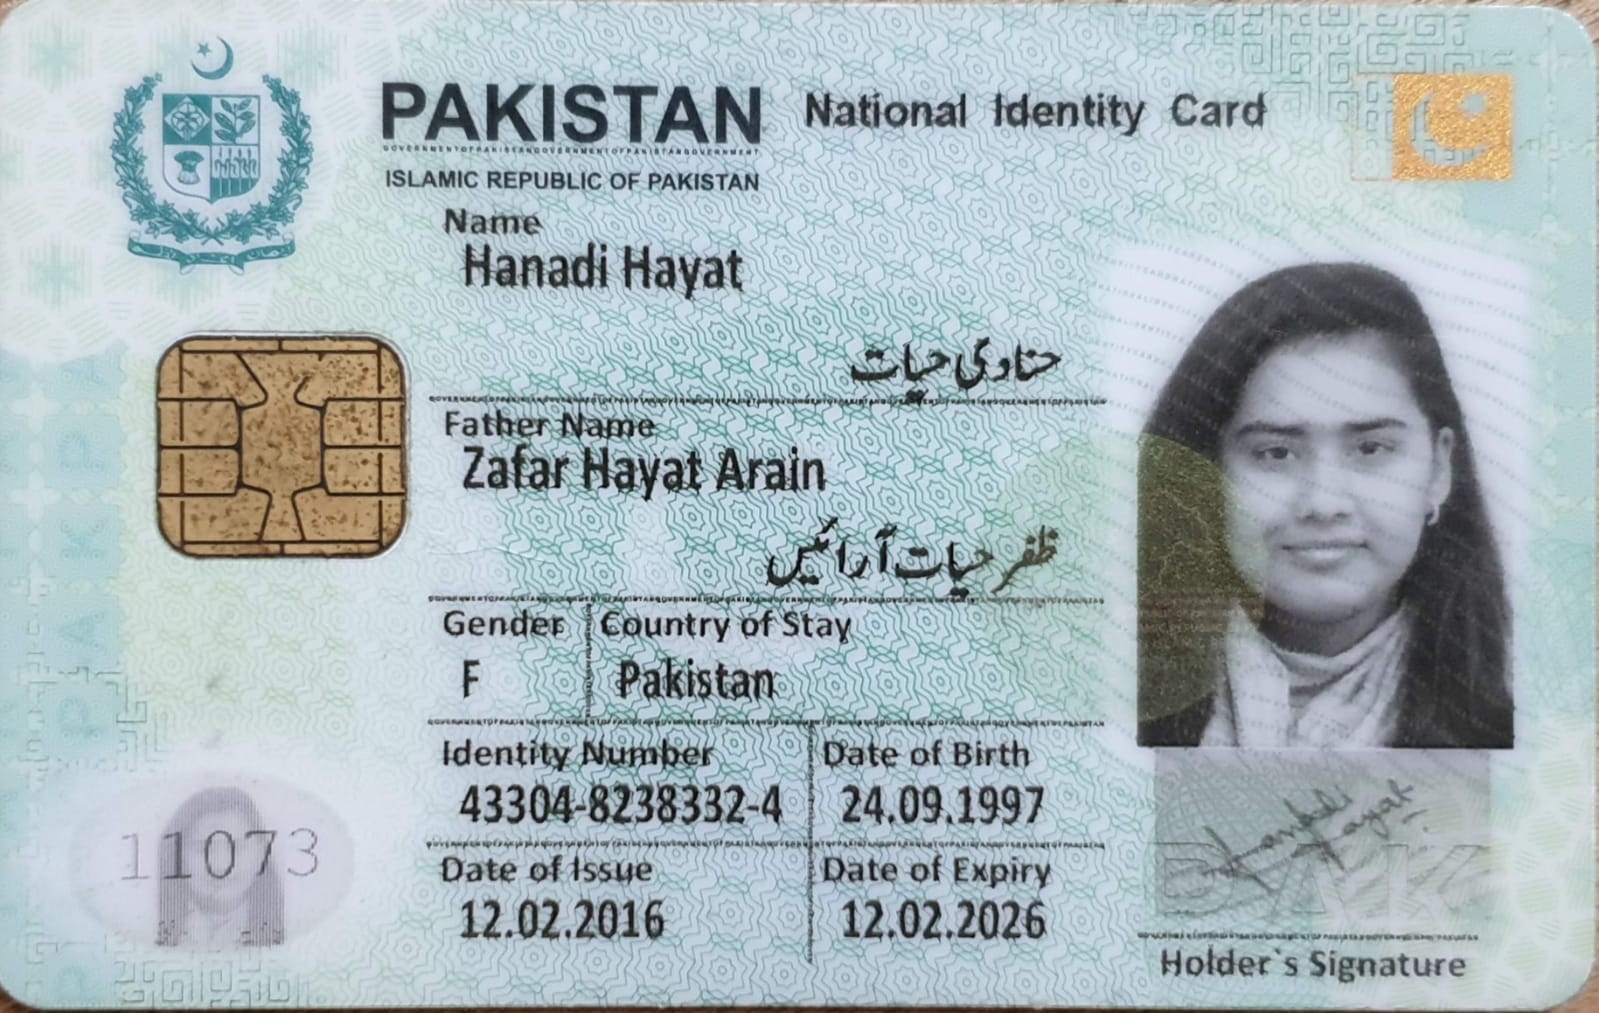 PAKISTAN National Identity Card
ISLAMIC REPUBLIC OF PAKISTAN
Name
Hanadi Hayat
حنادی حیات
Father Name
Zafar Hayat Arain
ظفر حیات آرائیں
Gender Country of Stay
F Pakistan
Identity Number Date of Birth
43304-8238332-4 24.09.1997
Date of Issue Date of Expiry
12.02.2016 12.02.2026
11073
Hanadi Hayat
PAK
Holder`s Signature